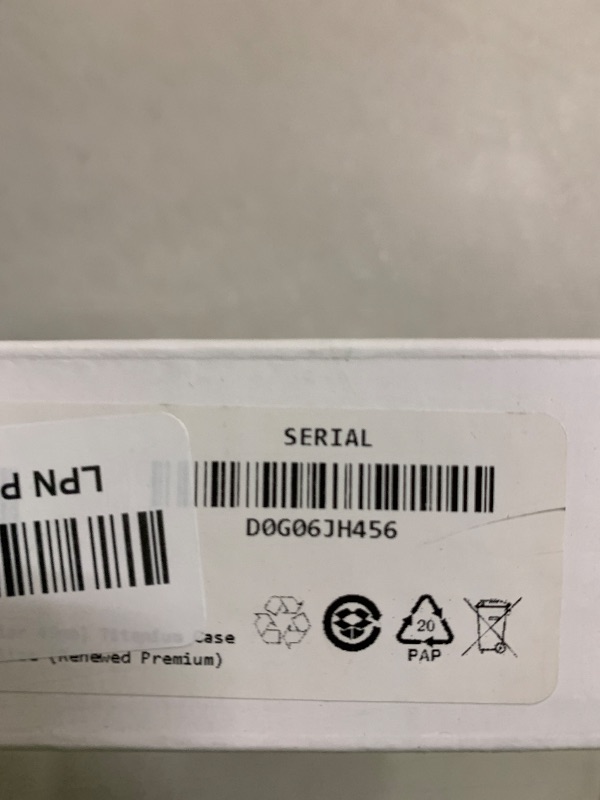 SERIAL
LPN P
D0G06JH456
Titanium Case
(Renewed Premium)
20
PAP